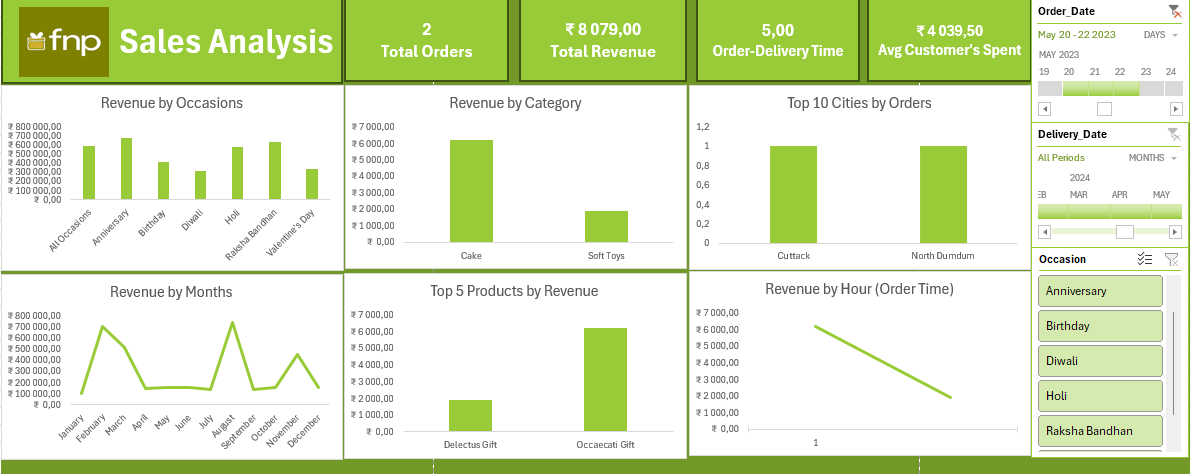 fnp
Sales Analysis
2
Total Orders
₹ 8 079,00
Total Revenue
5,00
Order-Delivery Time
₹ 4 039,50
Avg Customer's Spent
Revenue by Occasions
₹ 800 000,00
₹ 700 000,00
₹ 600 000,00
₹ 500 000,00
₹ 400 000,00
₹ 300 000,00
₹ 200 000,00
₹ 100 000,00
₹ 0,00
All Occasions
Anniversary
Birthday
Diwali
Holi
Raksha Bandhan
Valentine's Day
Revenue by Category
₹ 7 000,00
₹ 6 000,00
₹ 5 000,00
₹ 4 000,00
₹ 3 000,00
₹ 2 000,00
₹ 1 000,00
₹ 0,00
Cake
Soft Toys
Top 10 Cities by Orders
1,2
1
0,8
0,6
0,4
0,2
0
Cuttack
North Dumdum
Revenue by Months
₹ 800 000,00
₹ 700 000,00
₹ 600 000,00
₹ 500 000,00
₹ 400 000,00
₹ 300 000,00
₹ 200 000,00
₹ 100 000,00
₹ 0,00
January
February
March
April
May
June
July
August
September
October
November
December
Top 5 Products by Revenue
₹ 7 000,00
₹ 6 000,00
₹ 5 000,00
₹ 4 000,00
₹ 3 000,00
₹ 2 000,00
₹ 1 000,00
₹ 0,00
Delectus Gift
Occaecati Gift
Revenue by Hour (Order Time)
₹ 7 000,00
₹ 6 000,00
₹ 5 000,00
₹ 4 000,00
₹ 3 000,00
₹ 2 000,00
₹ 1 000,00
₹ 0,00
1
Order_Date
May 20 - 22 2023
DAYS
MAY 2023
19 20 21 22 23 24
Delivery_Date
All Periods
MONTHS
2024
EB MAR APR MAY
Occasion
Anniversary
Birthday
Diwali
Holi
Raksha Bandhan